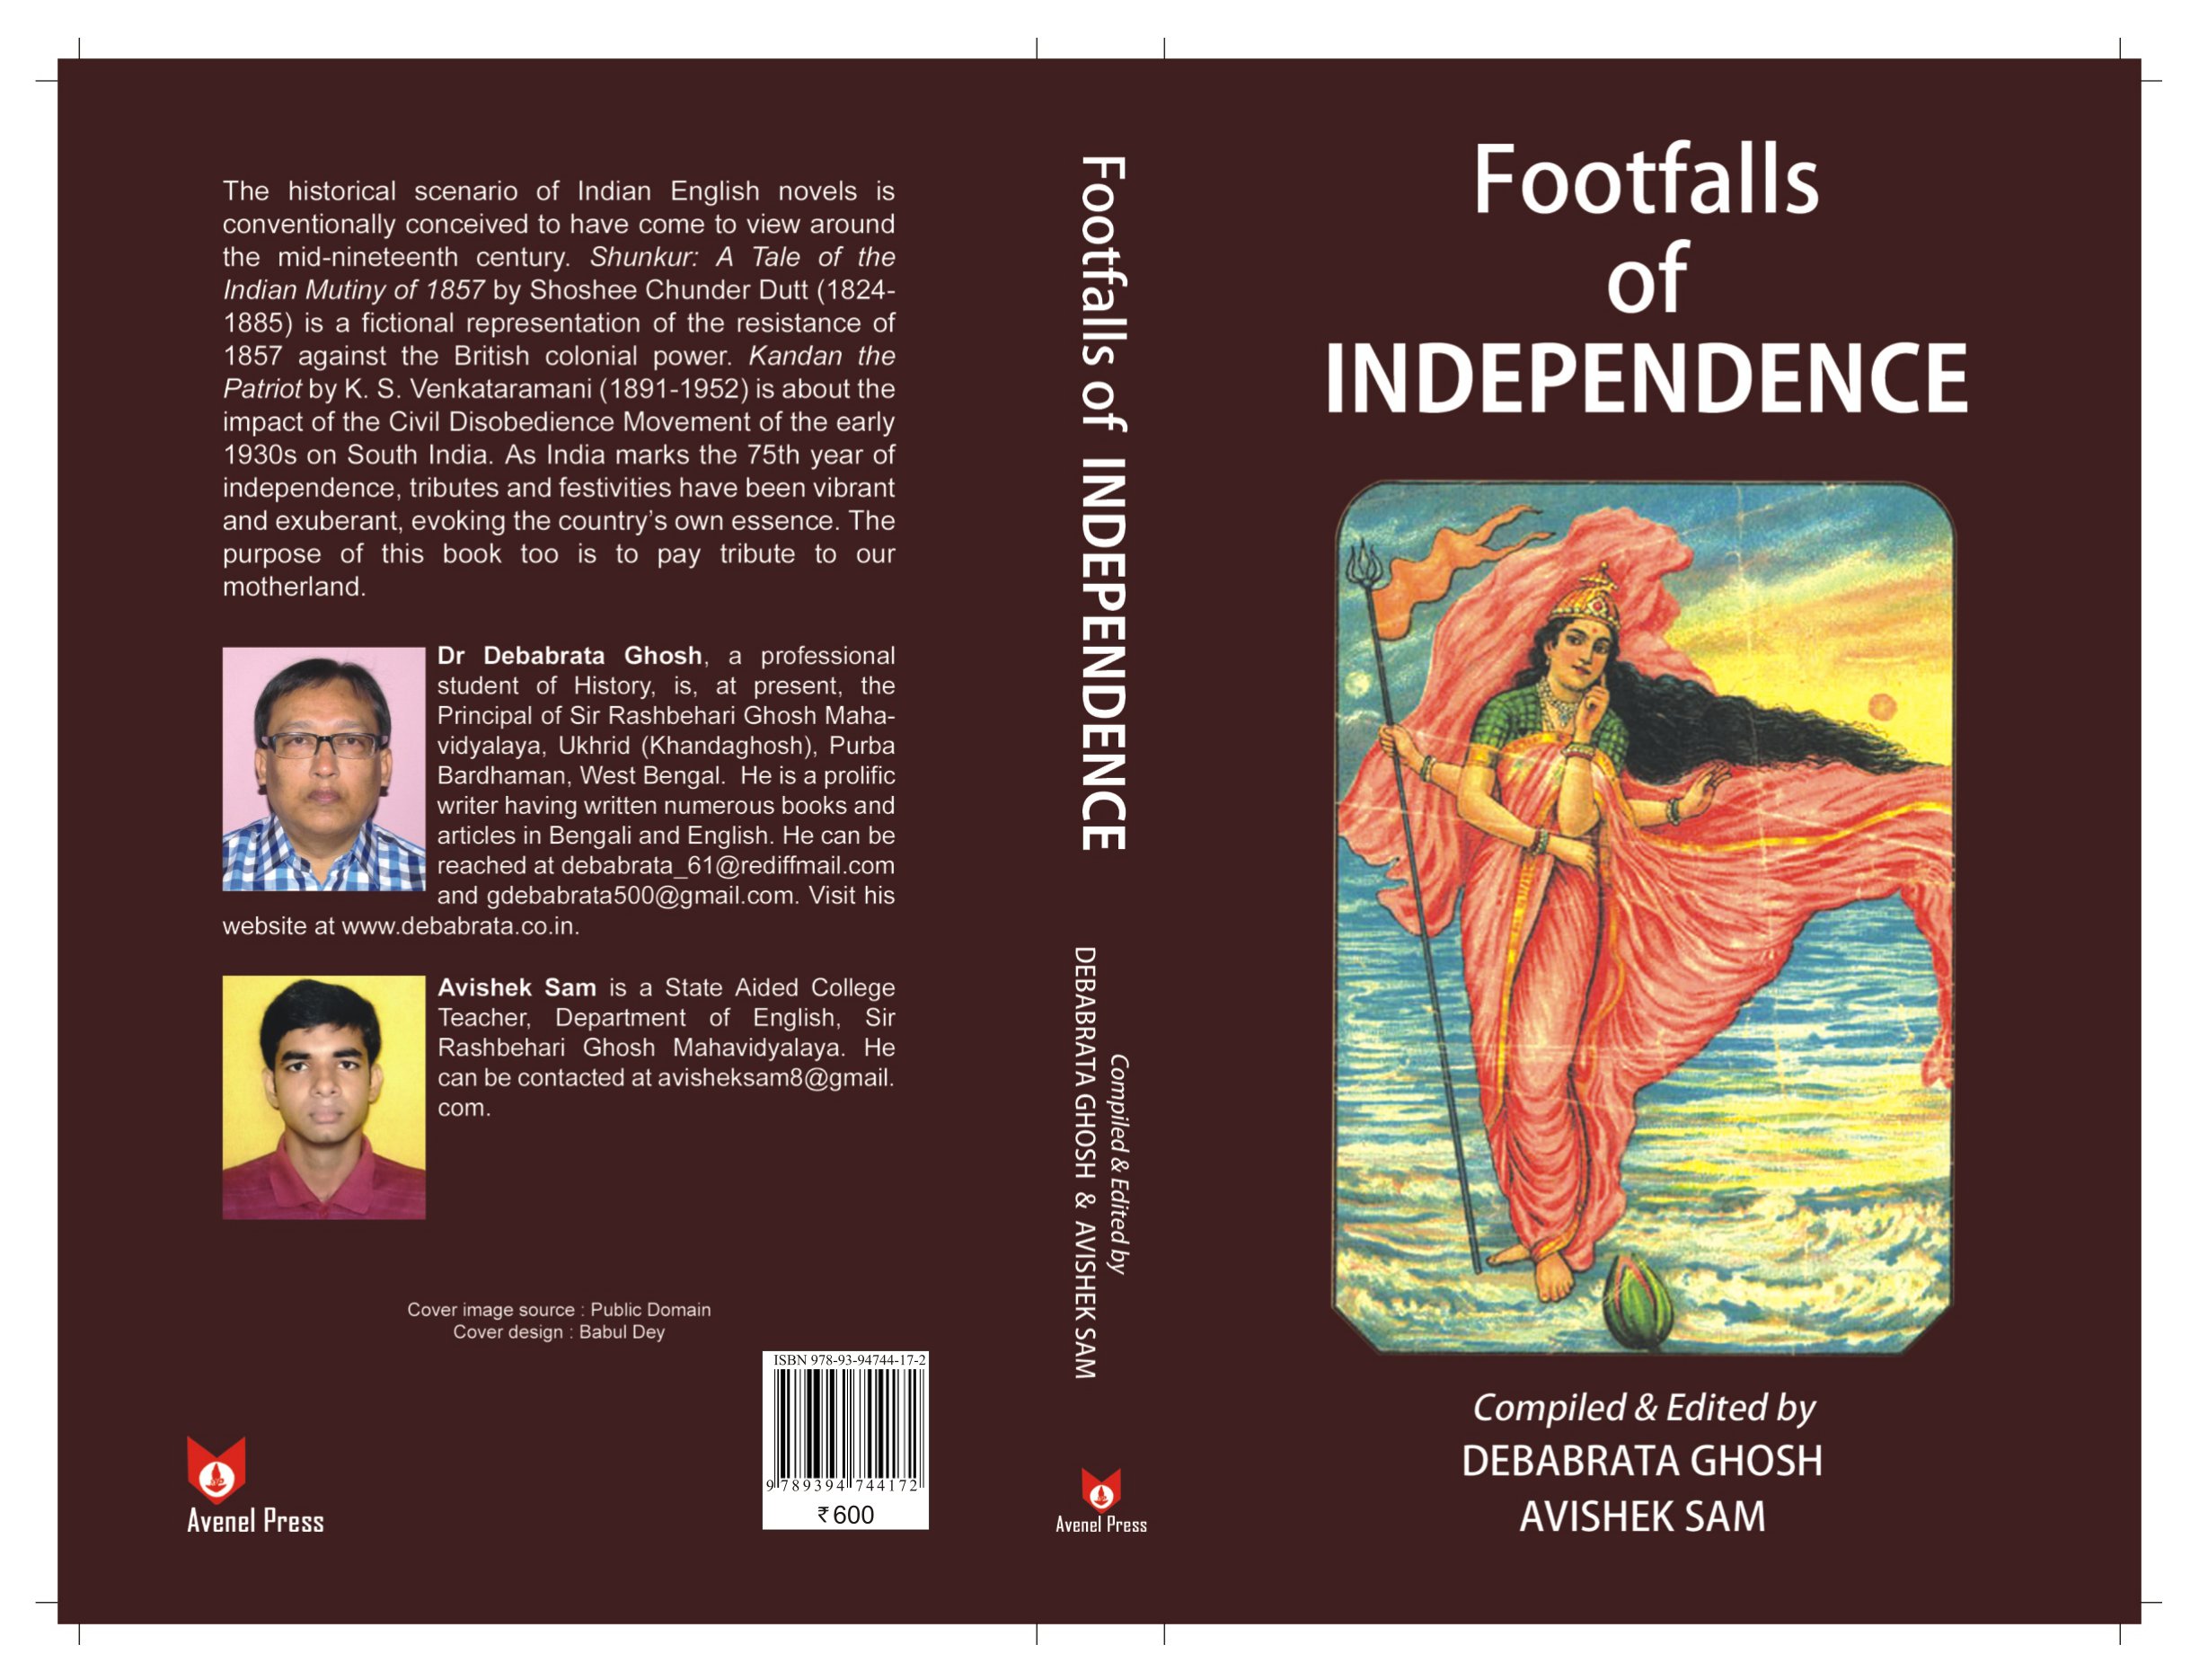 The historical scenario of Indian English novels is
conventionally conceived to have come to view around
the mid-nineteenth century. Shunkur: A Tale of the
Indian Mutiny of 1857 by Shoshee Chunder Dutt (1824-
1885) is a fictional representation of the resistance of
1857 against the British colonial power. Kandan the
Patriot by K. S. Venkataramani (1891-1952) is about the
impact of the Civil Disobedience Movement of the early
1930s on South India. As India marks the 75th year of
independence, tributes and festivities have been vibrant
and exuberant, evoking the country's own essence. The
purpose of this book too is to pay tribute to our
motherland.
Dr Debabrata Ghosh, a professional
student of History, is, at present, the
Principal of Sir Rashbehari Ghosh Maha-
vidyalaya, Ukhrid (Khandaghosh), Purba
Bardhaman, West Bengal. He is a prolific
writer having written numerous books and
articles in Bengali and English. He can be
reached at debabrata_61@rediffmail.com
and gdebabrata500@gmail.com. Visit his
website at www.debabrata.co.in.
Avishek Sam is a State Aided College
Teacher, Department of English, Sir
Rashbehari Ghosh Mahavidyalaya. He
can be contacted at avisheksam8@gmail.
com.
Cover image source : Public Domain
Cover design : Babul Dey
ISBN 978-93-94744-17-2
9 789394 744172
₹ 600
Avenel Press
Footfalls of INDEPENDENCE
Compiled & Edited by
DEBABRATA GHOSH & AVISHEK SAM
Avenel Press
Footfalls
of
INDEPENDENCE
Compiled & Edited by
DEBABRATA GHOSH
AVISHEK SAM